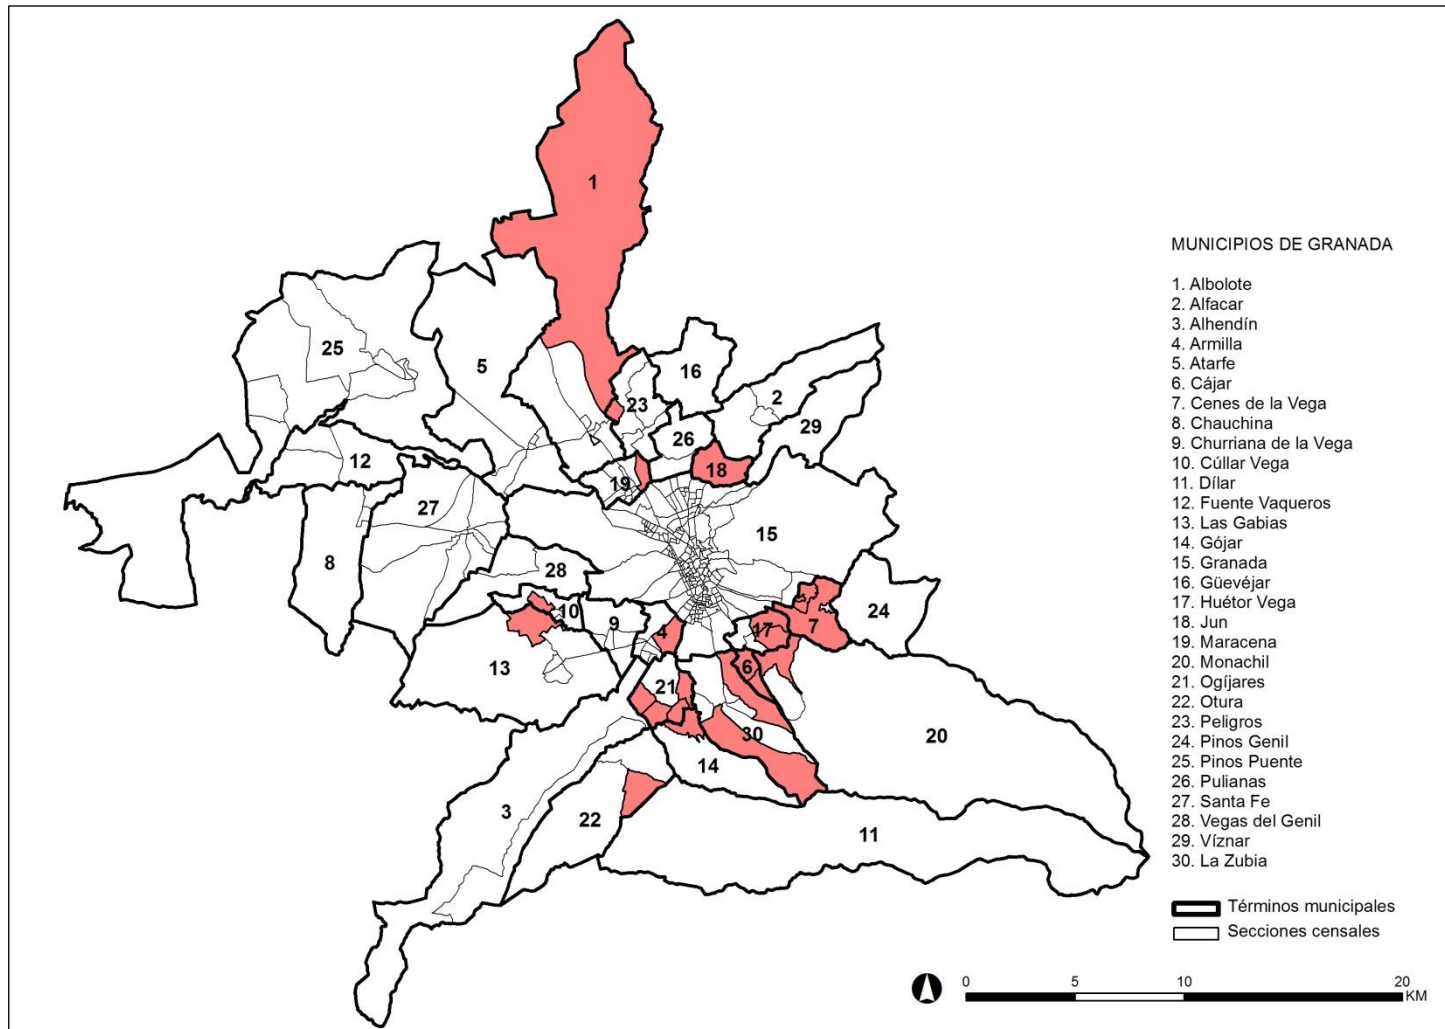 1
25
5
16
2
23
29
26
12
18
19
27
15
8
28
10
9
4
17
7
24
13
6
21
30
20
14
3
22
11
MUNICIPIOS DE GRANADA
1. Albolote
2. Alfacar
3. Alhendín
4. Armilla
5. Atarfe
6. Cájar
7. Cenes de la Vega
8. Chauchina
9. Churriana de la Vega
10. Cúllar Vega
11. Dílar
12. Fuente Vaqueros
13. Las Gabias
14. Gójar
15. Granada
16. Güevéjar
17. Huétor Vega
18. Jun
19. Maracena
20. Monachil
21. Ogíjares
22. Otura
23. Peligros
24. Pinos Genil
25. Pinos Puente
26. Pulianas
27. Santa Fe
28. Vegas del Genil
29. Víznar
30. La Zubia
Términos municipales
Secciones censales
0 5 10 20
KM